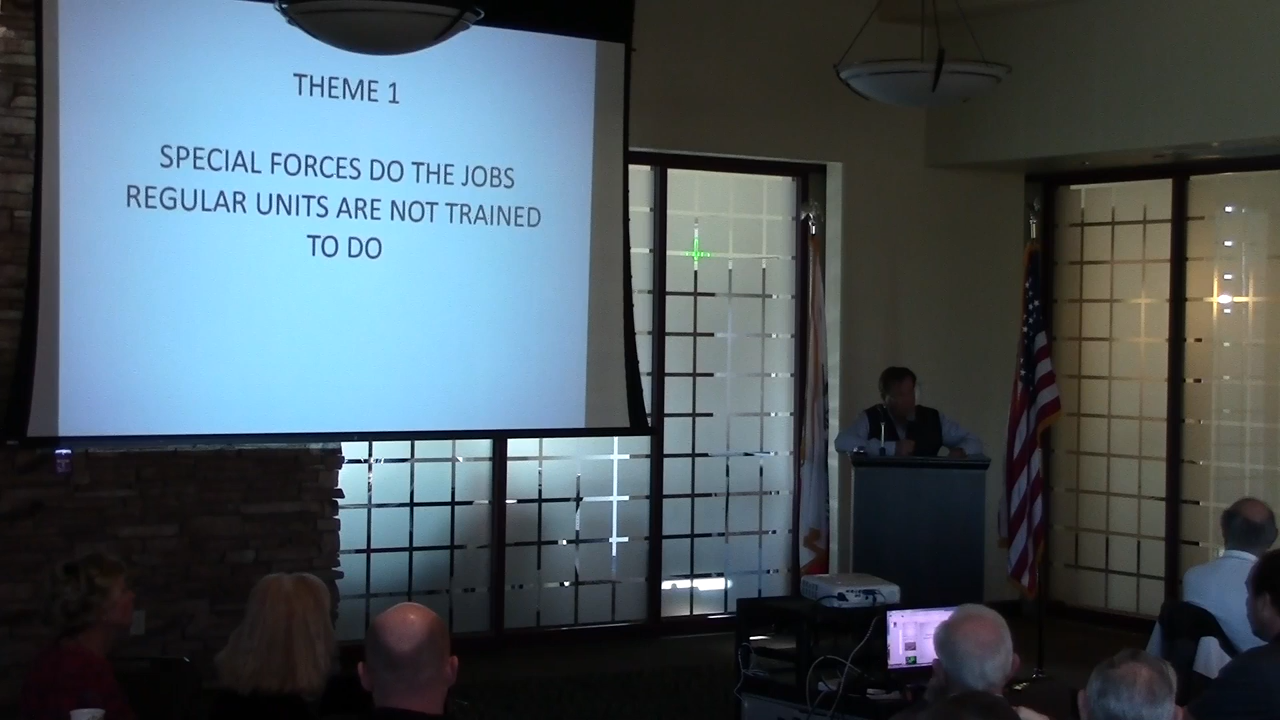 THEME 1
SPECIAL FORCES DO THE JOBS
REGULAR UNITS ARE NOT TRAINED
TO DO